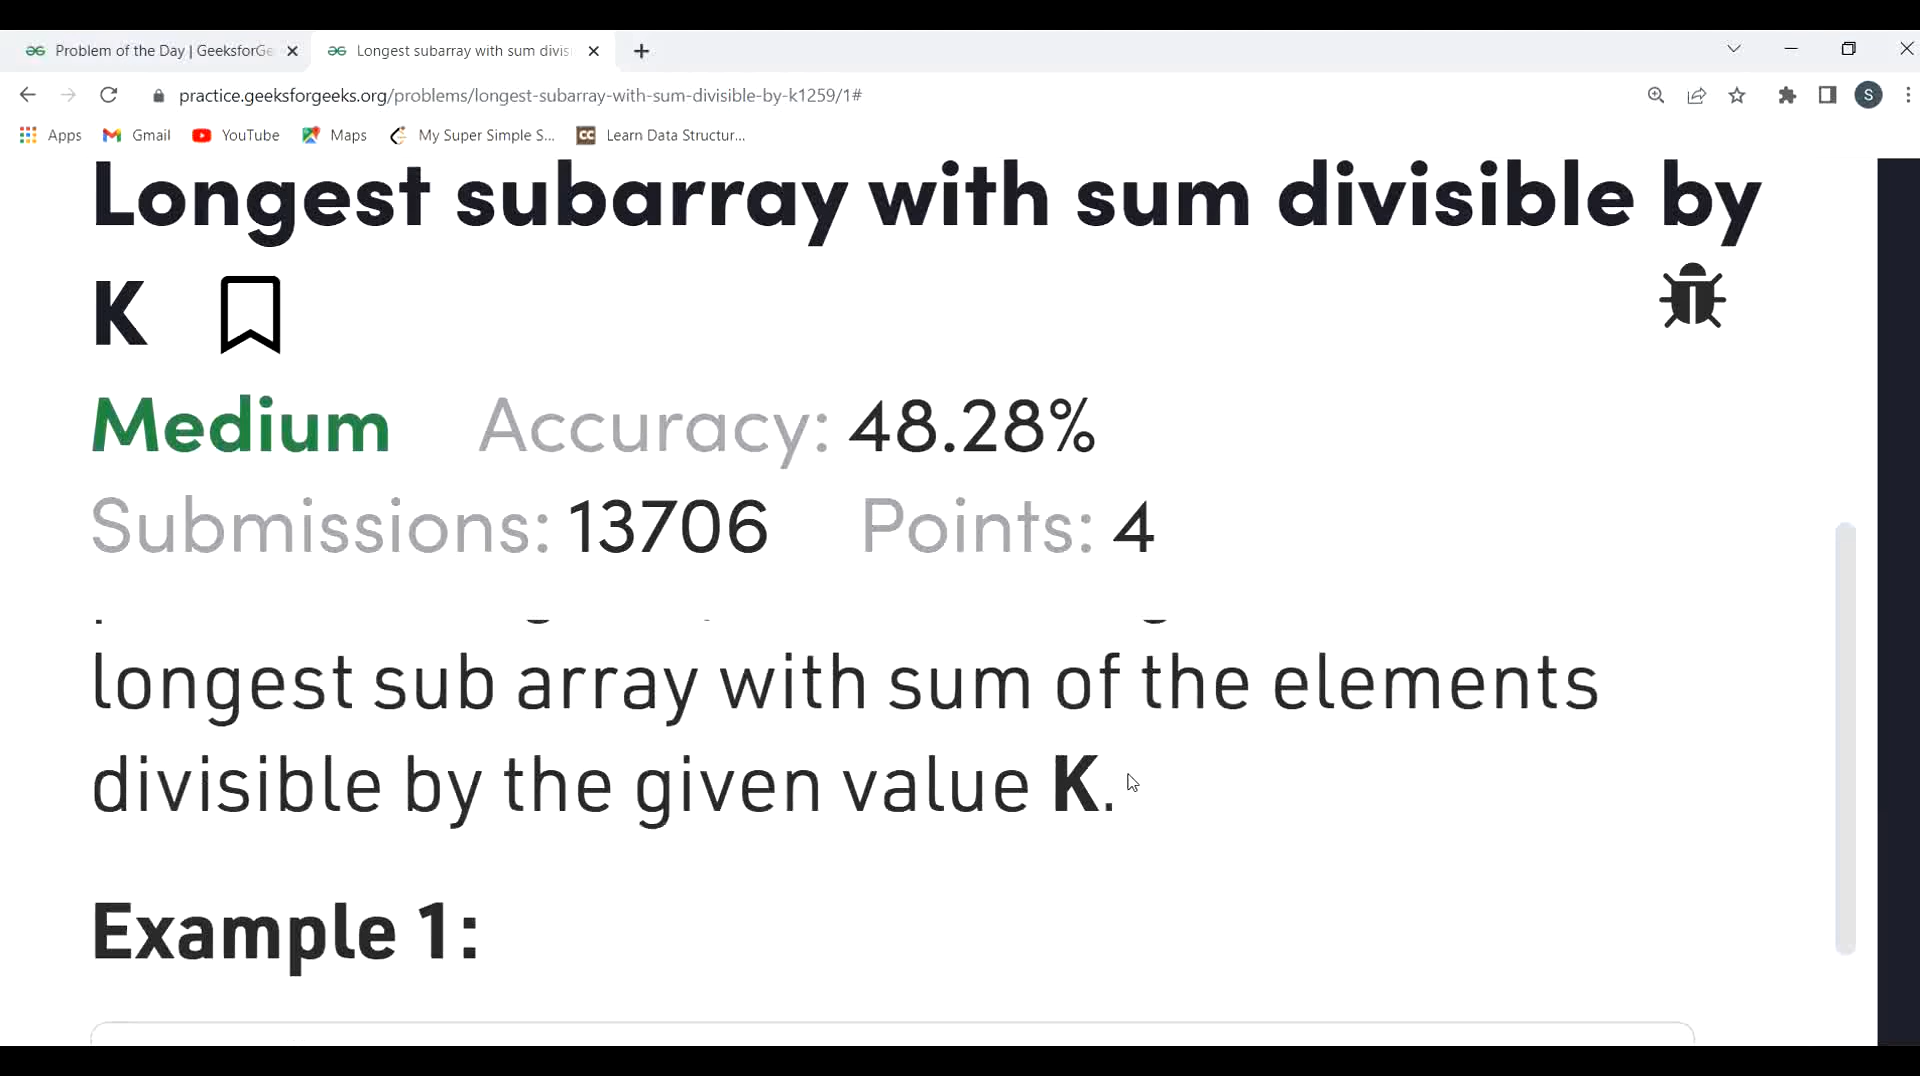 Problem of the Day | GeeksforGe
Longest subarray with sum divis
practice.geeksforgeeks.org/problems/longest-subarray-with-sum-divisible-by-k1259/1#
S
Apps Gmail YouTube Maps My Super Simple S... CC Learn Data Structur...
Longest subarray with sum divisible by
K
Medium Accuracy: 48.28%
Submissions: 13706 Points: 4
longest sub array with sum of the elements
divisible by the given value K.
Example 1: